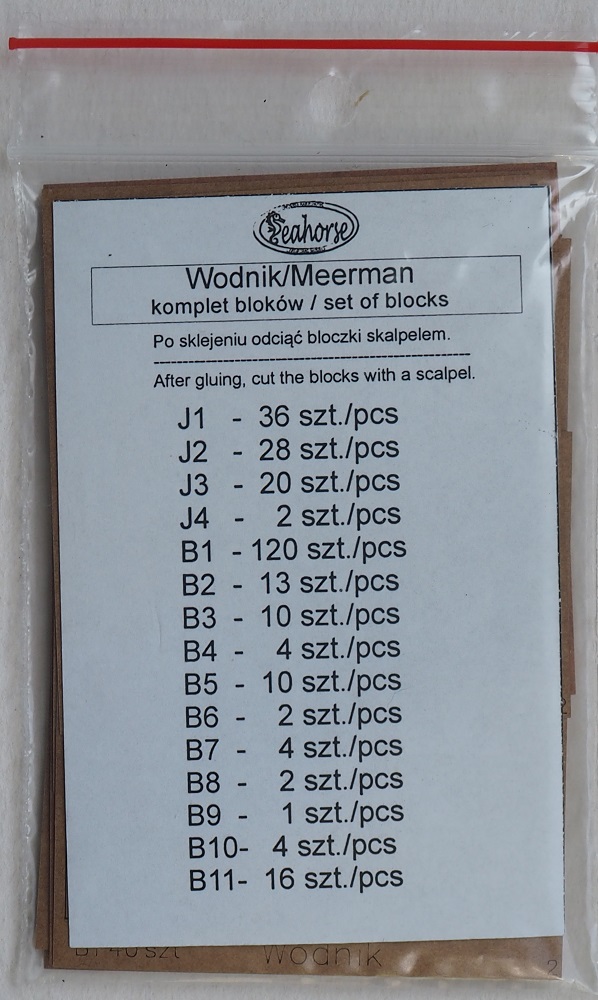 Seahorse
Wodnik/Meerman
komplet bloków / set of blocks
Po sklejeniu odciąć bloczki skalpelem.
After gluing, cut the blocks with a scalpel.
J1 - 36 szt./pcs
J2 - 28 szt./pcs
J3 - 20 szt./pcs
J4 - 2 szt./pcs
B1 - 120 szt./pcs
B2 - 13 szt./pcs
B3 - 10 szt./pcs
B4 - 4 szt./pcs
B5 - 10 szt./pcs
B6 - 2 szt./pcs
B7 - 4 szt./pcs
B8 - 2 szt./pcs
B9 - 1 szt./pcs
B10- 4 szt./pcs
B11- 16 szt./pcs
B1 40 szt Wodnik 2